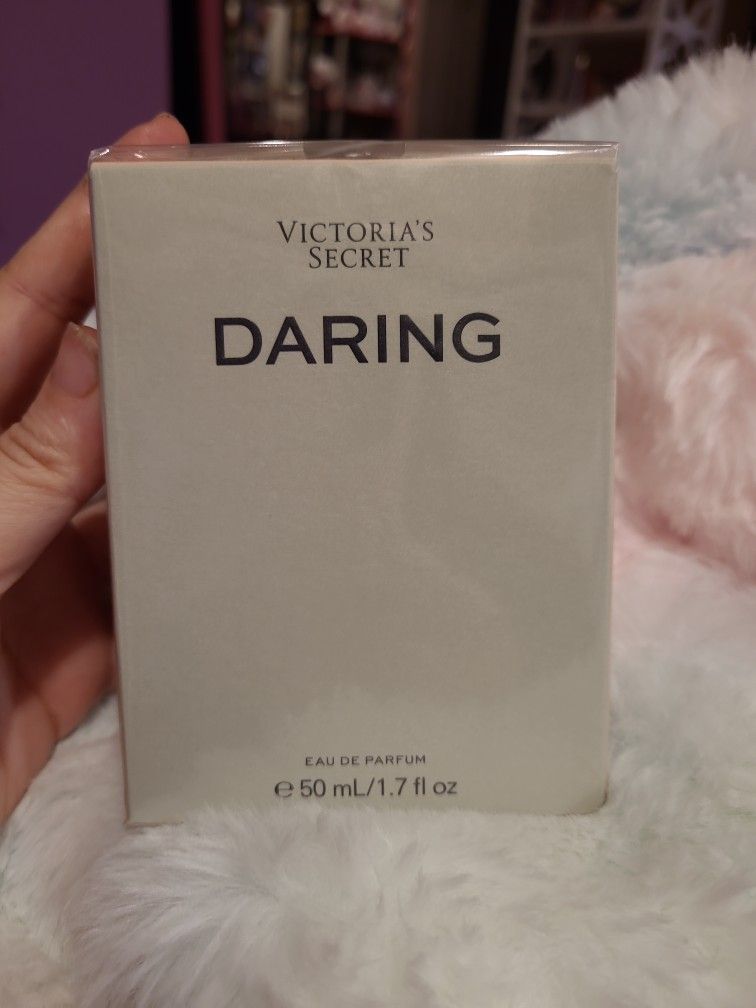 VICTORIA'S
SECRET
DARING
EAU DE PARFUM
℮ 50 mL/1.7 fl oz